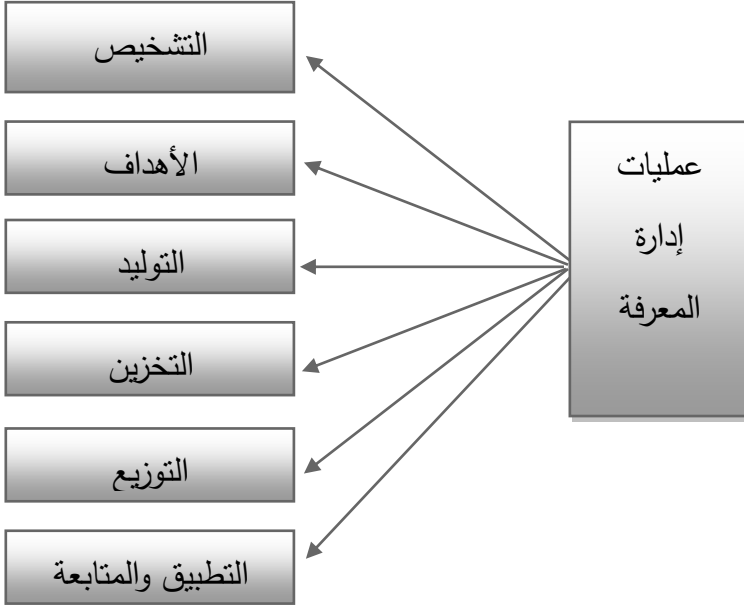 عمليات
إدارة
المعرفة
التشخيص
الأهداف
التوليد
التخزين
التوزيع
التطبيق والمتابعة